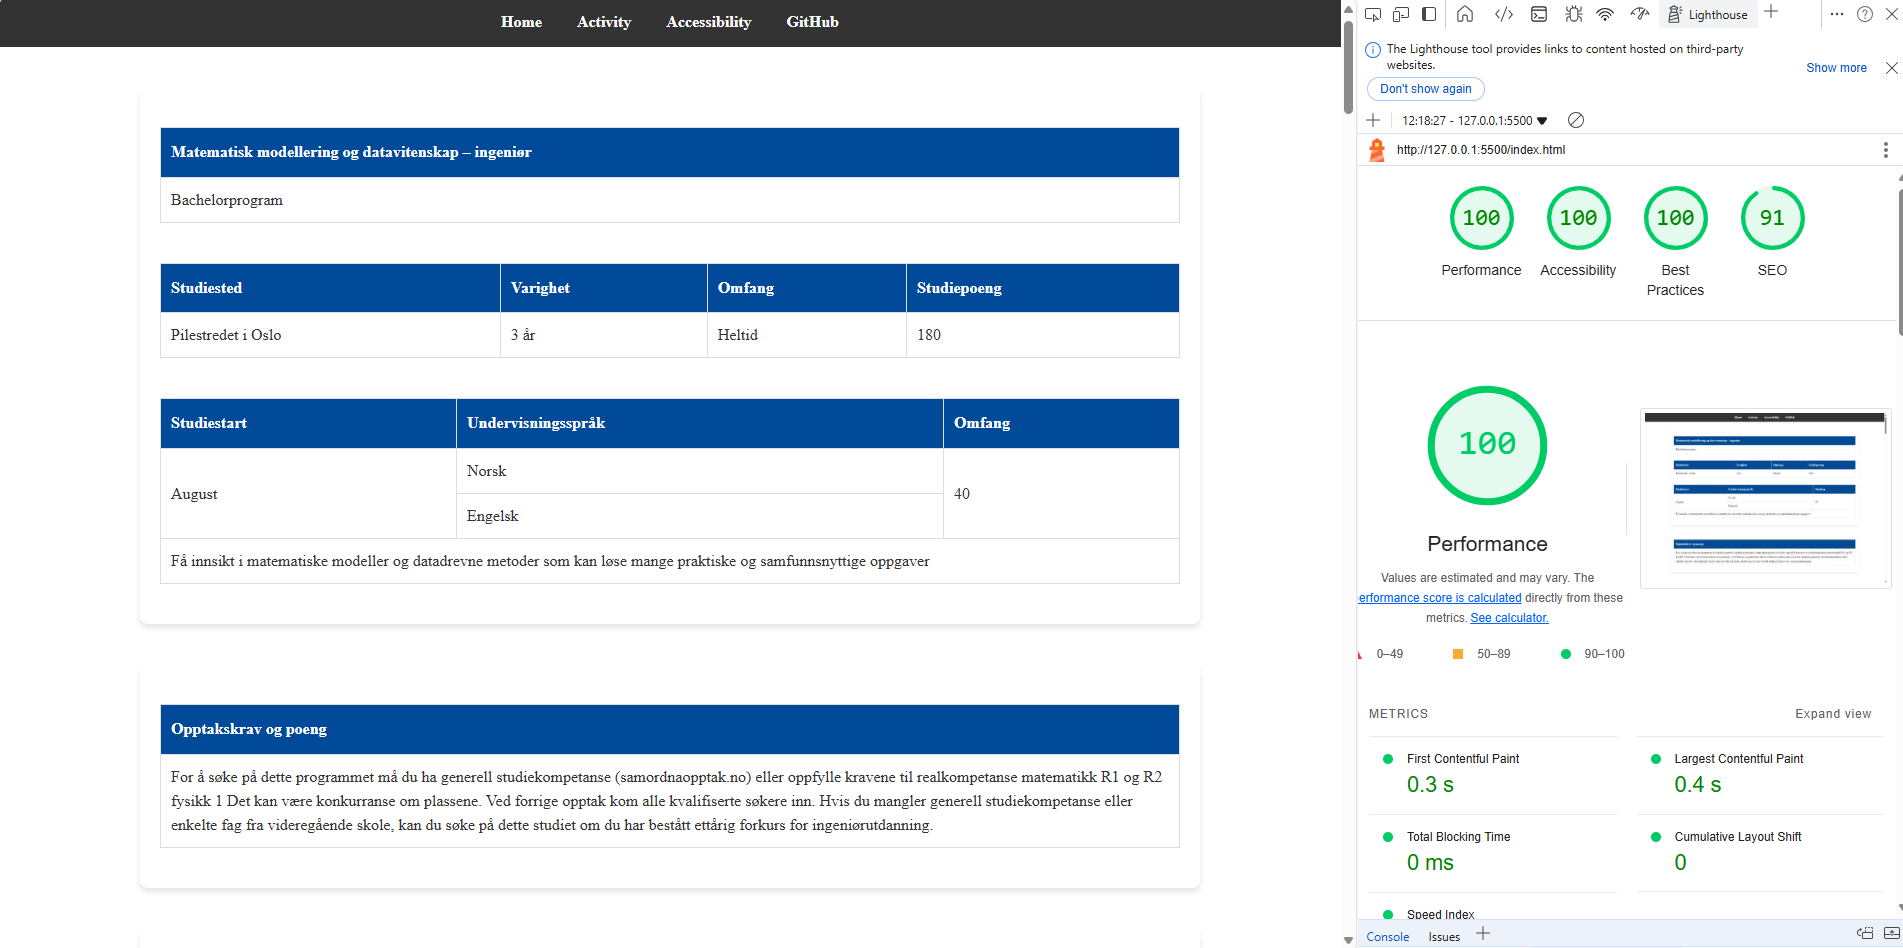 Home Activity Accessibility GitHub
Matematisk modellering og datavitenskap – ingeniør
Bachelorprogram
Studiested Varighet Omfang Studiepoeng
Pilestredet i Oslo 3 år Heltid 180
Studiestart Undervisningsspråk Omfang
August Norsk 40
Engelsk
Få innsikt i matematiske modeller og datadrevne metoder som kan løse mange praktiske og samfunnsnyttige oppgaver
Opptakskrav og poeng
For å søke på dette programmet må du ha generell studiekompetanse (samordnaopptak.no) eller oppfylle kravene til realkompetanse matematikk R1 og R2
fysikk 1 Det kan være konkurranse om plassene. Ved forrige opptak kom alle kvalifiserte søkere inn. Hvis du mangler generell studiekompetanse eller
enkelte fag fra videregående skole, kan du søke på dette studiet om du har bestått ettårig forkurs for ingeniørutdanning.
Lighthouse
The Lighthouse tool provides links to content hosted on third-party
websites.
Show more
Don't show again
12:18:27 - 127.0.0.1:5500
http://127.0.0.1:5500/index.html
100 100 100 91
Performance Accessibility Best SEO
Practices
100
Performance
Values are estimated and may vary. The
erformance score is calculated directly from these
metrics. See calculator.
0–49 50–89 90–100
METRICS Expand view
First Contentful Paint Largest Contentful Paint
0.3 s 0.4 s
Total Blocking Time Cumulative Layout Shift
0 ms 0
Speed Index
Console Issues